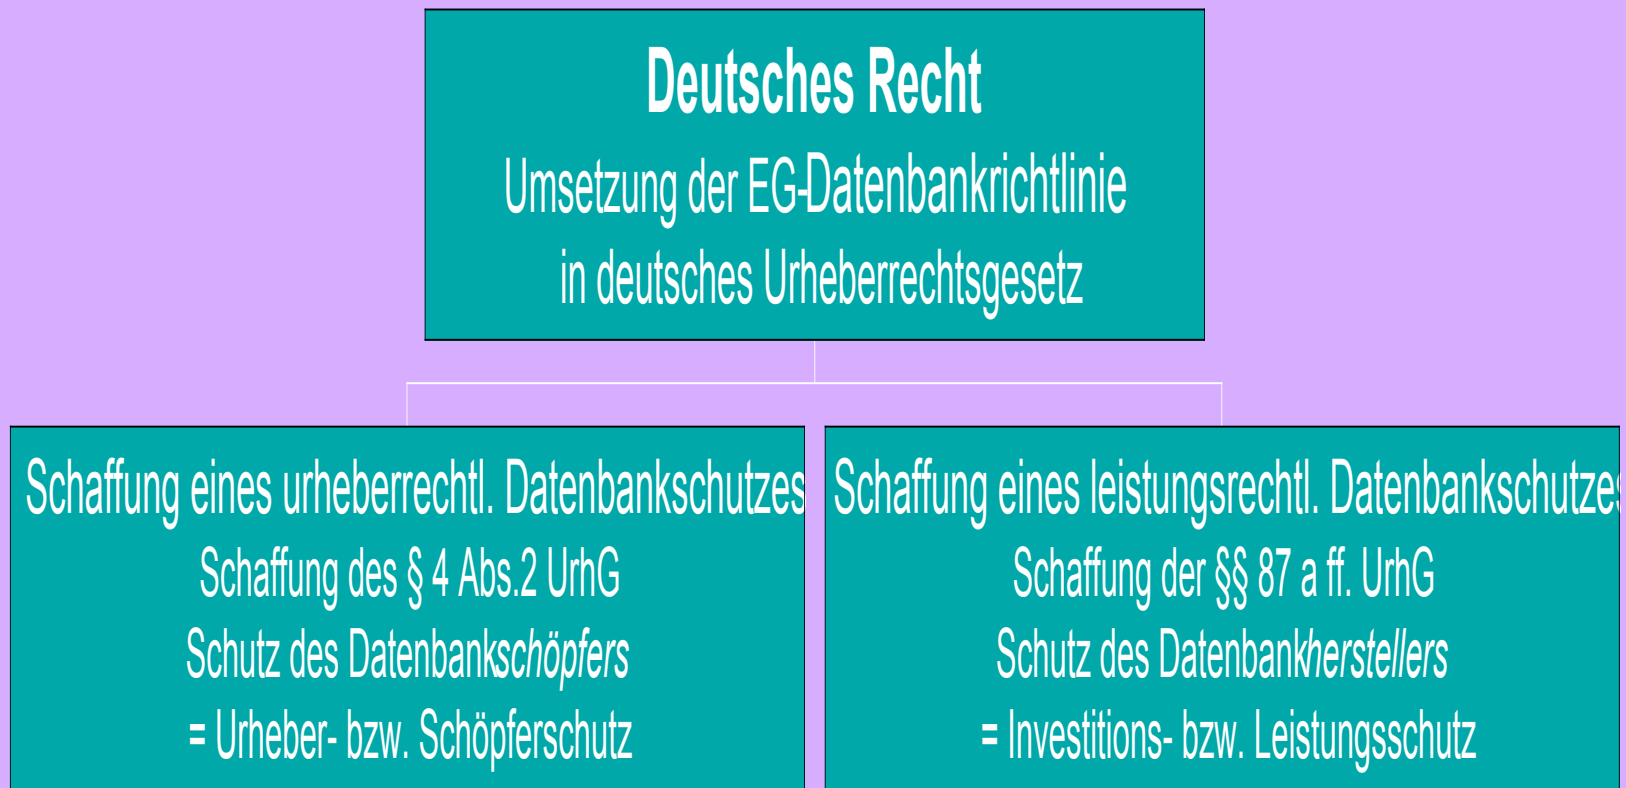 Deutsches Recht
Umsetzung der EG-Datenbankrichtlinie
in deutsches Urheberrechtsgesetz
Schaffung eines urheberrechtl. Datenbankschutzes
Schaffung des § 4 Abs.2 UrhG
Schutz des Datenbankschöpfers
= Urheber- bzw. Schöpferschutz
Schaffung eines leistungsrechtl. Datenbankschutzes
Schaffung der §§ 87 a ff. UrhG
Schutz des Datenbankherstellers
= Investitions- bzw. Leistungsschutz